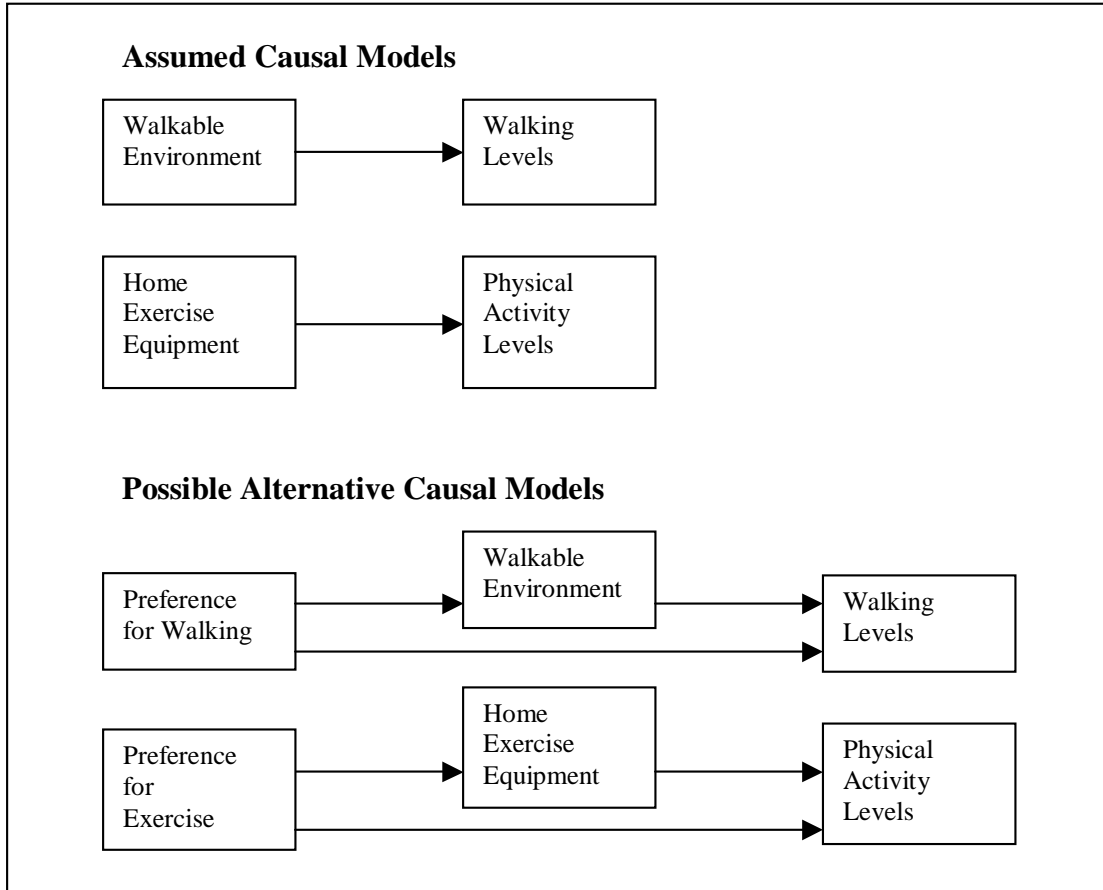 Assumed Causal Models
Walkable
Environment
Walking
Levels
Home
Exercise
Equipment
Physical
Activity
Levels
Possible Alternative Causal Models
Preference
for Walking
Walkable
Environment
Walking
Levels
Preference
for
Exercise
Home
Exercise
Equipment
Physical
Activity
Levels